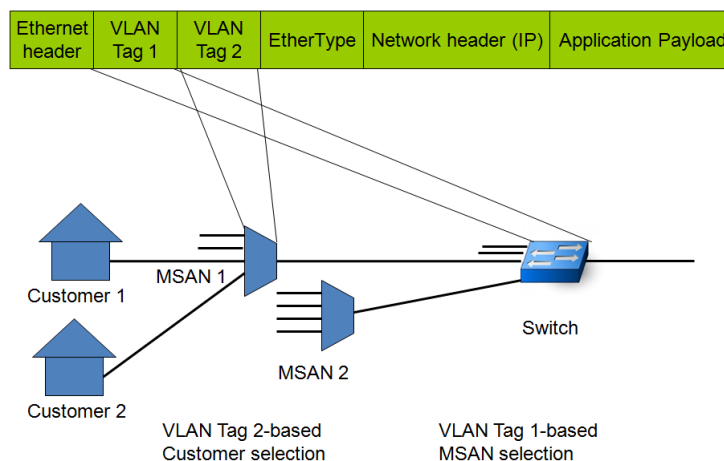 Ethernet header
VLAN Tag 1
VLAN Tag 2
EtherType
Network header (IP)
Application Payload
Customer 1
MSAN 1
Switch
MSAN 2
Customer 2
VLAN Tag 2-based
Customer selection
VLAN Tag 1-based
MSAN selection